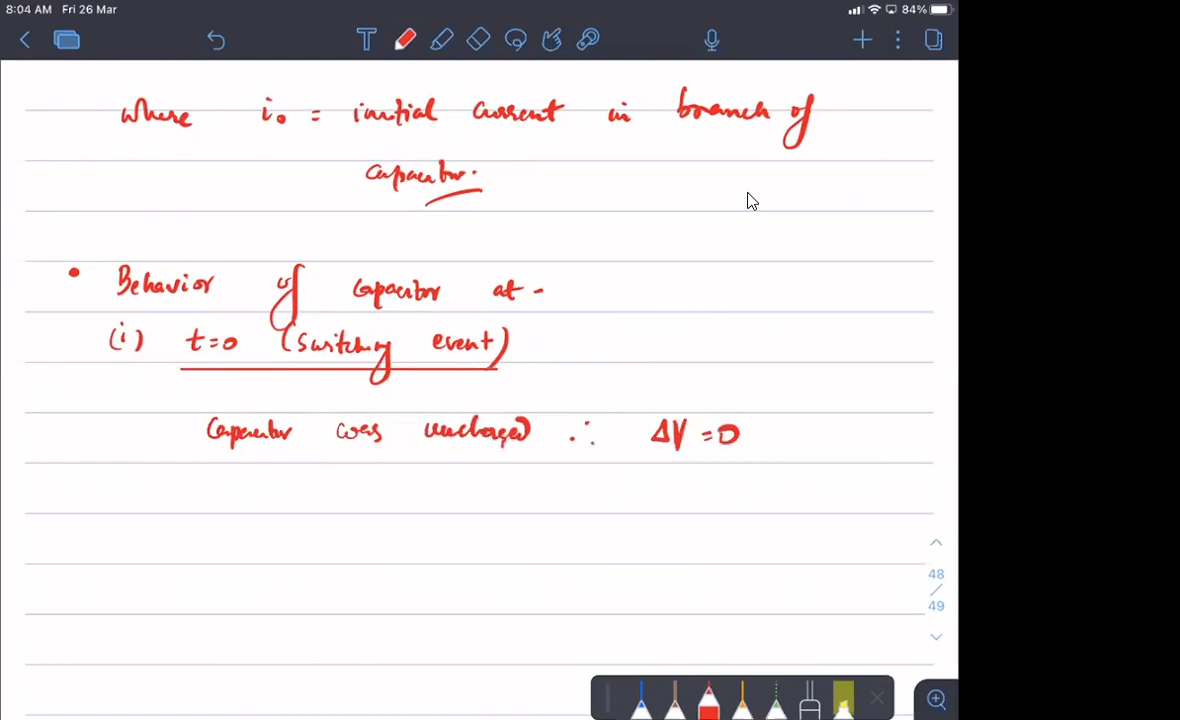 8:04 AM Fri 26 Mar 84%
where i₀ = initial current in branch of
capacitor.
• Behavior of capacitor at -
(i) t=0 (switching event)
Capacitor was uncharged ∴ ΔV = 0
48
/
49